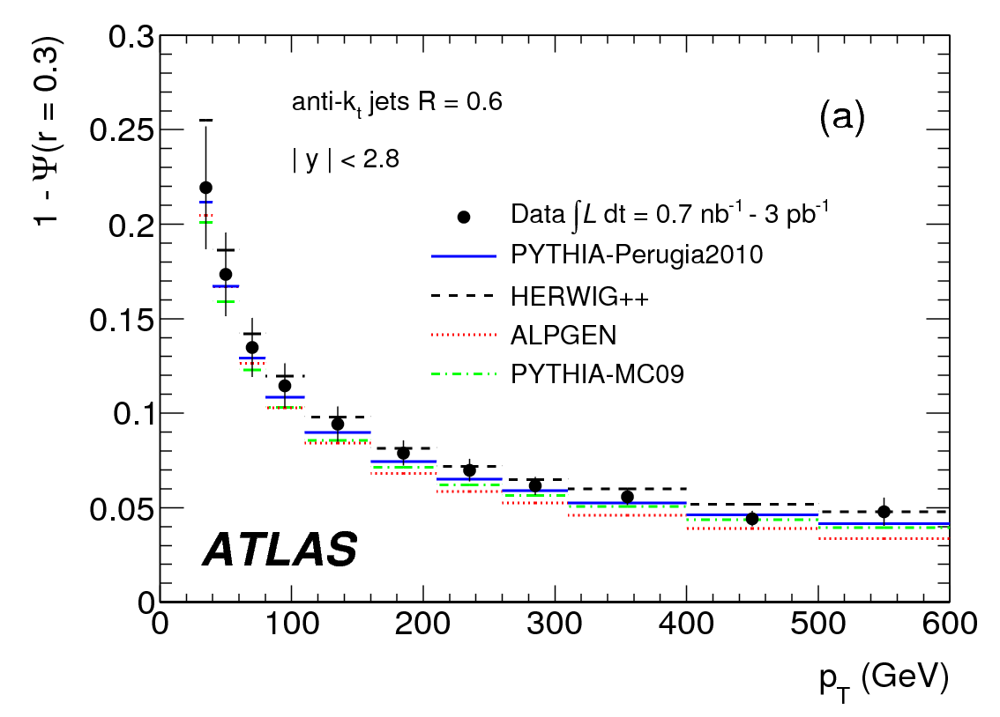 1 - Ψ(r = 0.3)
0.3
0.25
0.2
0.15
0.1
0.05
0
anti-kt jets R = 0.6
(a)
| y | < 2.8
Data ∫L dt = 0.7 nb⁻¹ - 3 pb⁻¹
PYTHIA-Perugia2010
HERWIG++
ALPGEN
PYTHIA-MC09
ATLAS
0 100 200 300 400 500 600
pT (GeV)